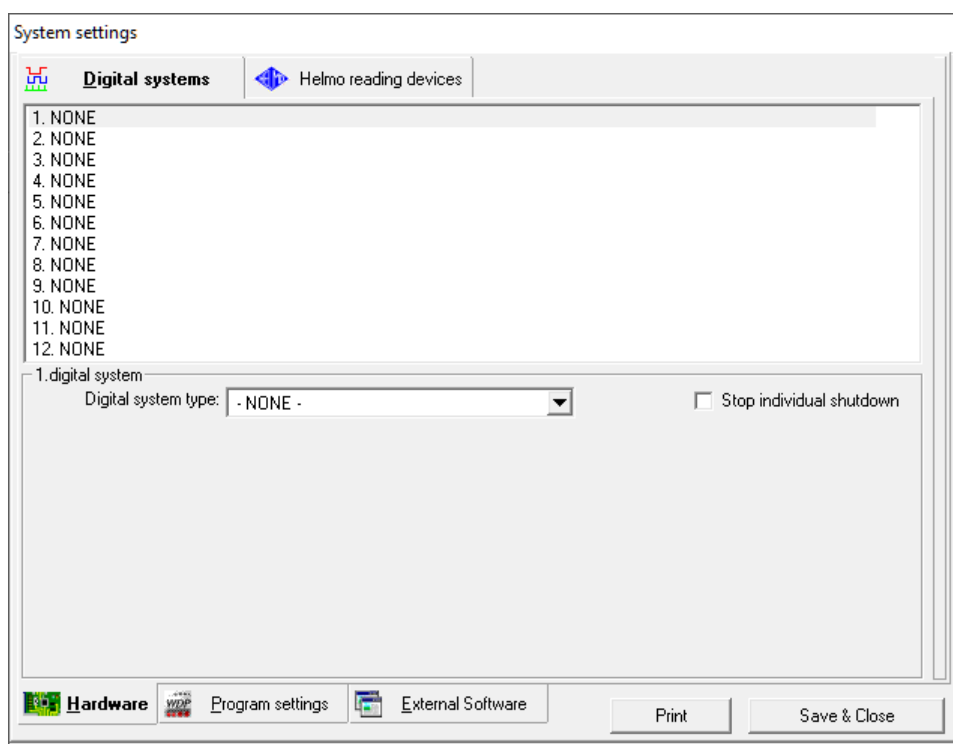 System settings
Digital systems
Helmo reading devices
1. NONE
2. NONE
3. NONE
4. NONE
5. NONE
6. NONE
7. NONE
8. NONE
9. NONE
10. NONE
11. NONE
12. NONE
1.digital system
Digital system type: - NONE - Stop individual shutdown
Hardware WDP Program settings External Software
Print Save & Close